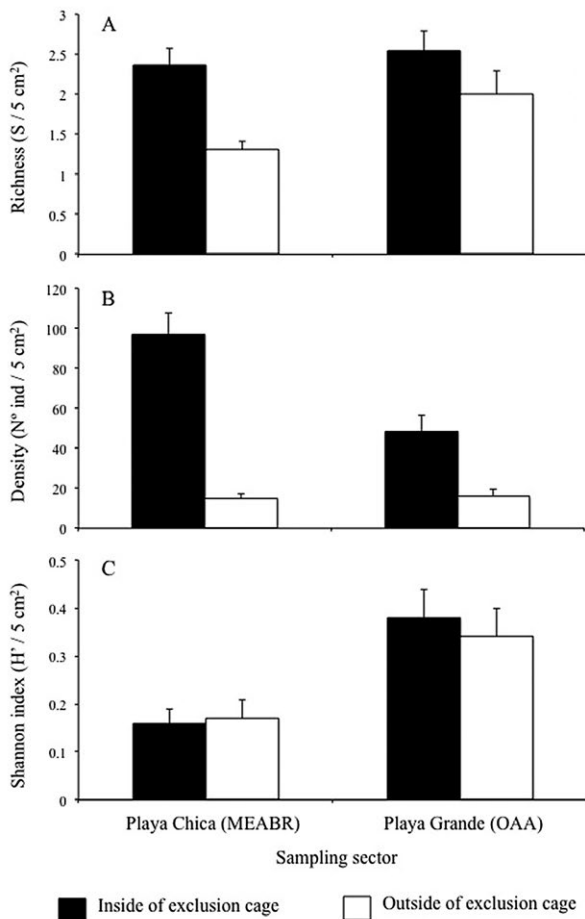 A
Richness (S / 5 cm²)
3
2.5
2
1.5
1
0.5
0
B
Density (Nº ind / 5 cm²)
120
100
80
60
40
20
0
C
Shannon index (H' / 5 cm²)
0.5
0.4
0.3
0.2
0.1
0
Playa Chica (MEABR) Playa Grande (OAA)
Sampling sector
Inside of exclusion cage Outside of exclusion cage